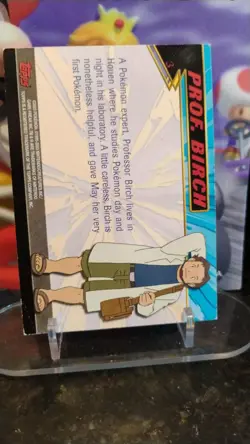 3
PROF. BIRCH
A Pokémon expert, Professor Birch lives in
Hoenn where he studies Pokémon day and
night in his laboratory. A little careless, Birch is
nonetheless helpful, and gave May her very
first Pokémon.
Topps